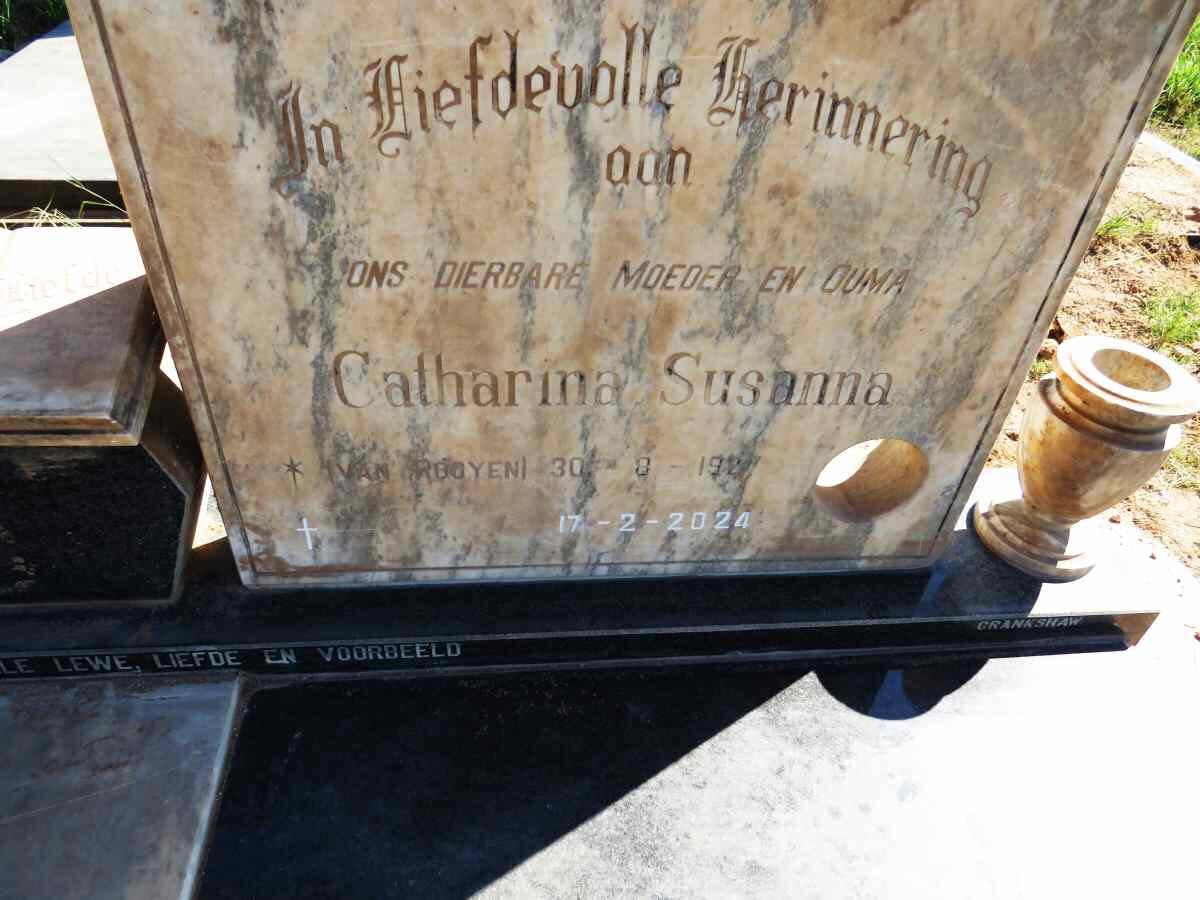 In Liefdevolle Herinnering
aan
ONS DIERBARE MOEDER EN OUMA
Catharina Susanna
* (VAN ROOYEN) 30 - 8 - 1927
† 17 - 2 - 2024
Liefde
LEWE, LIEFDE EN VOORBEELD
CRANKSHAW